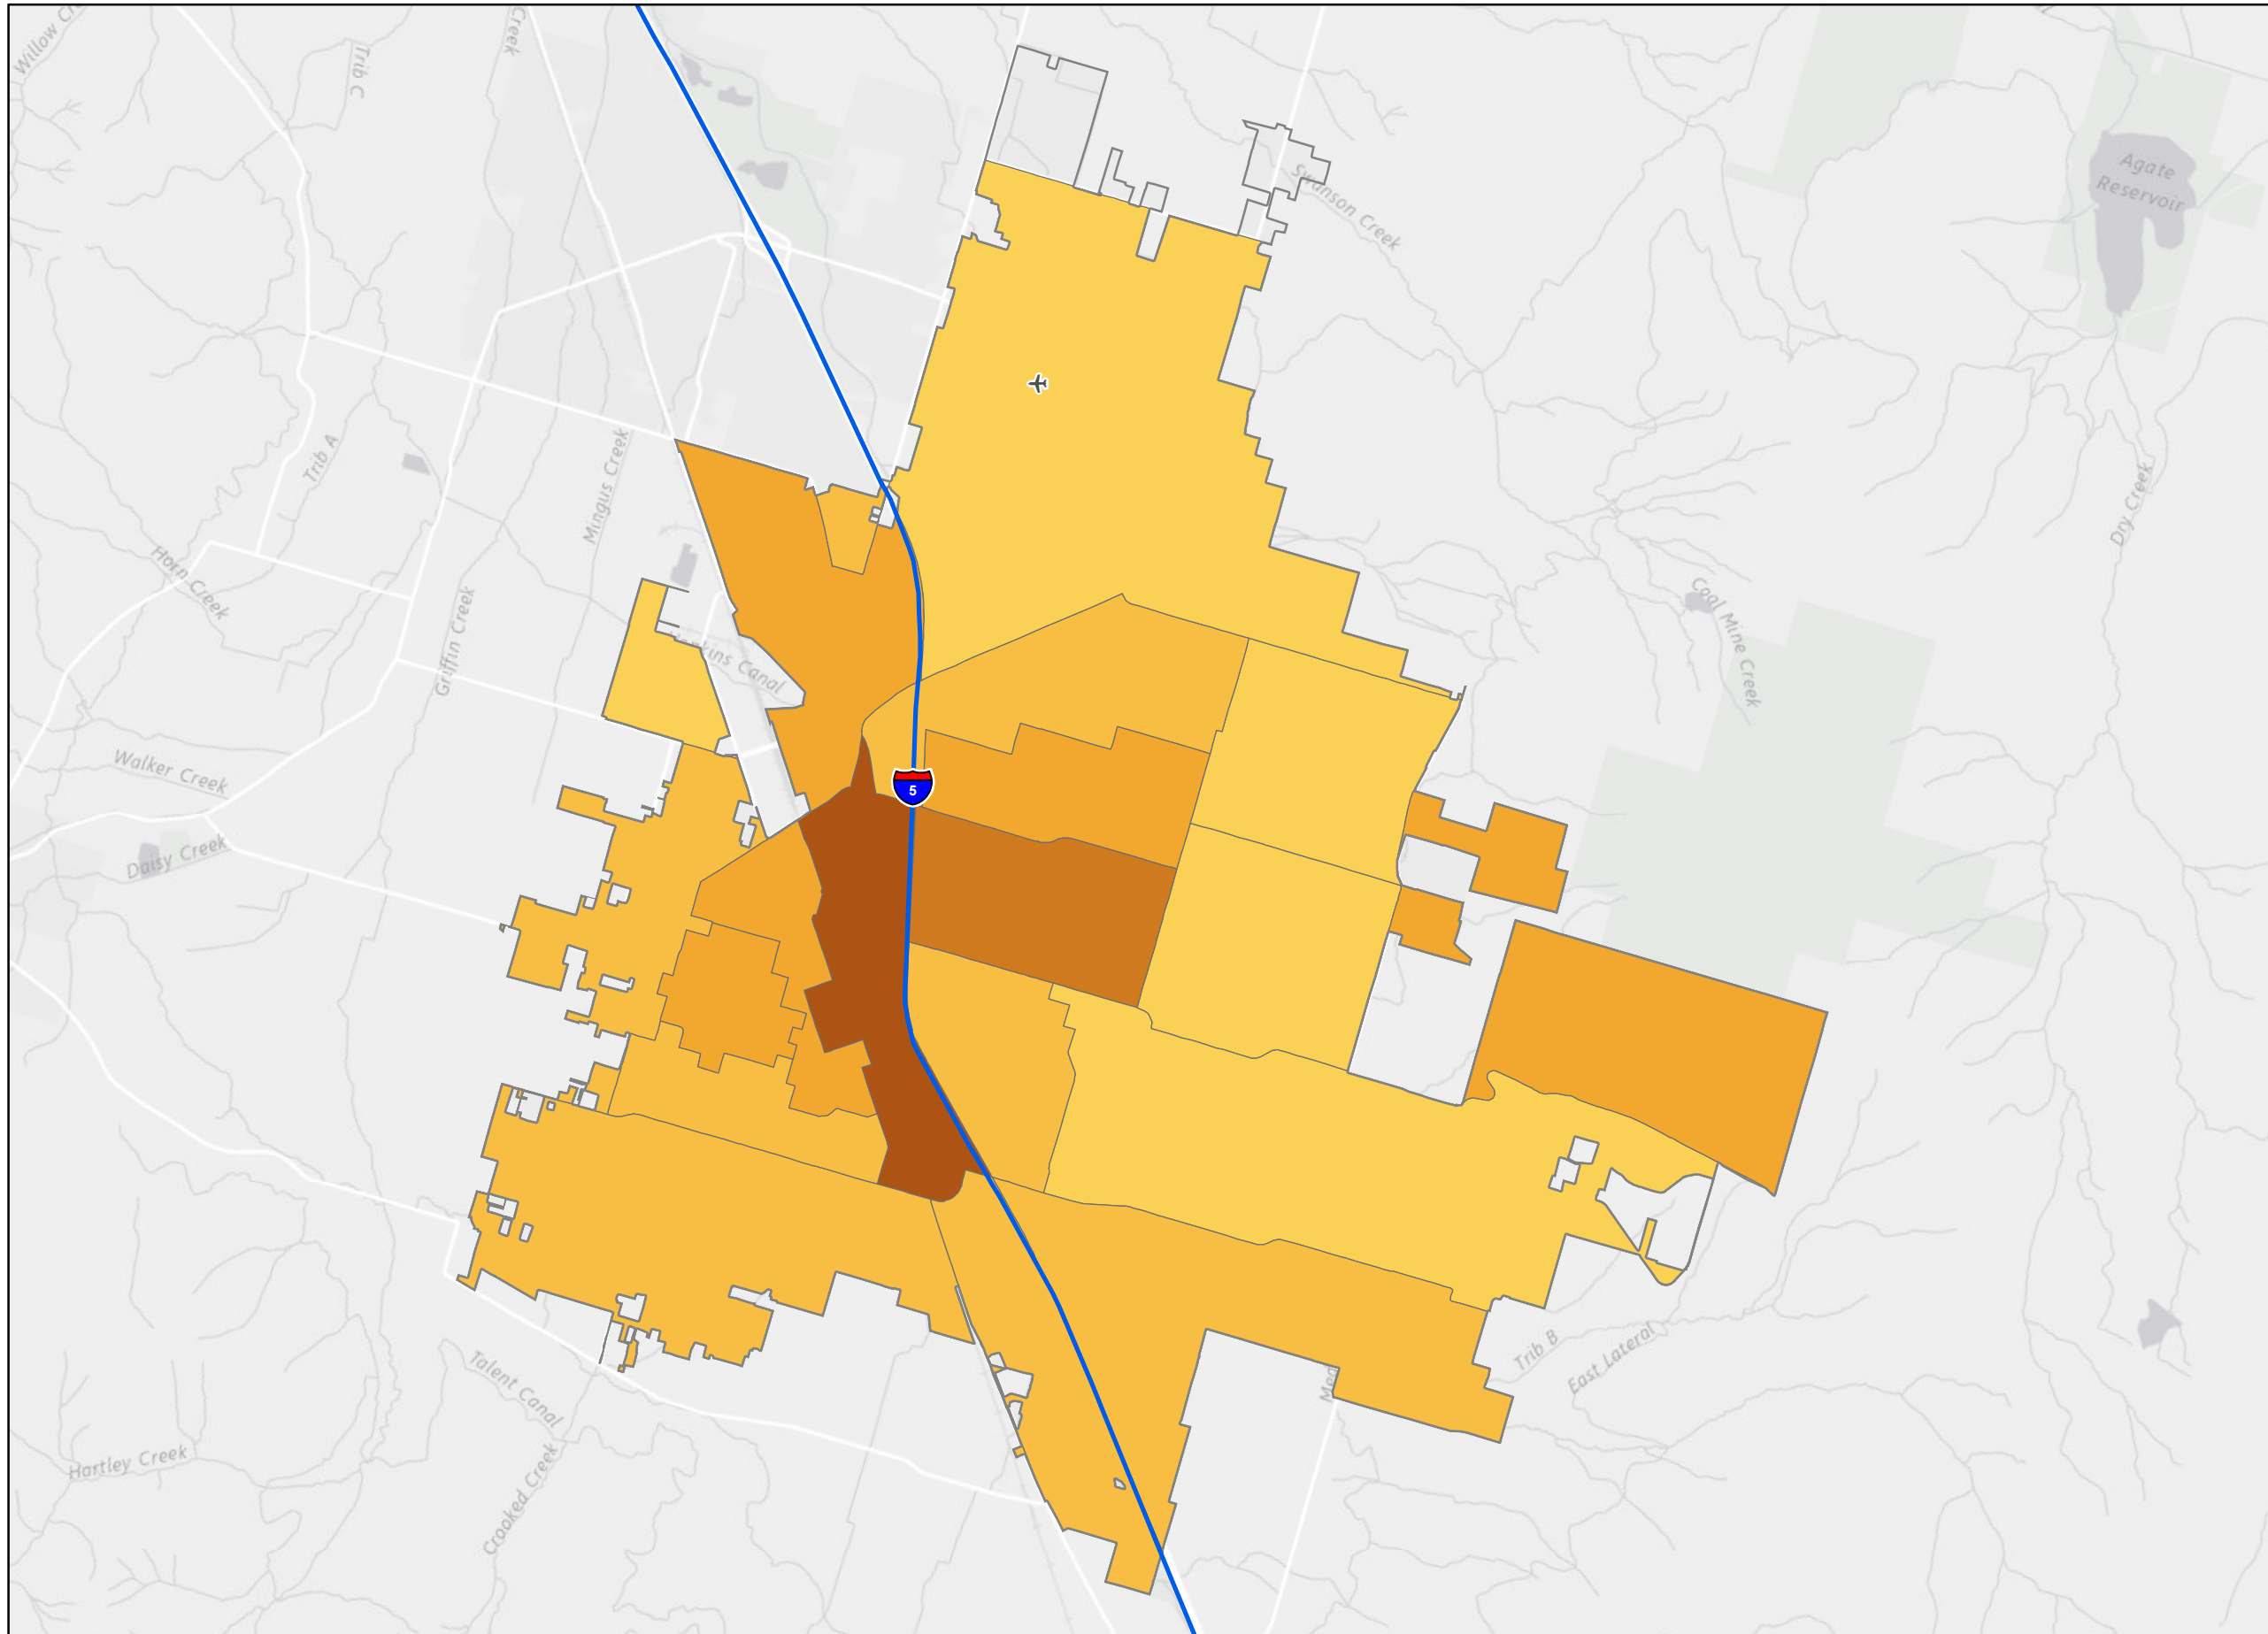 Willow Cr
Trib C
Creek
Agate
Reservoir
Swanson Creek
Trib A
Mingus Creek
Dry Creek
Horn Creek
Griffin Creek
Coal Mine Creek
Canal
Walker Creek
5
Daisy Creek
Trib B
East Lateral
Talent Canal
Hartley Creek
Crooked Creek